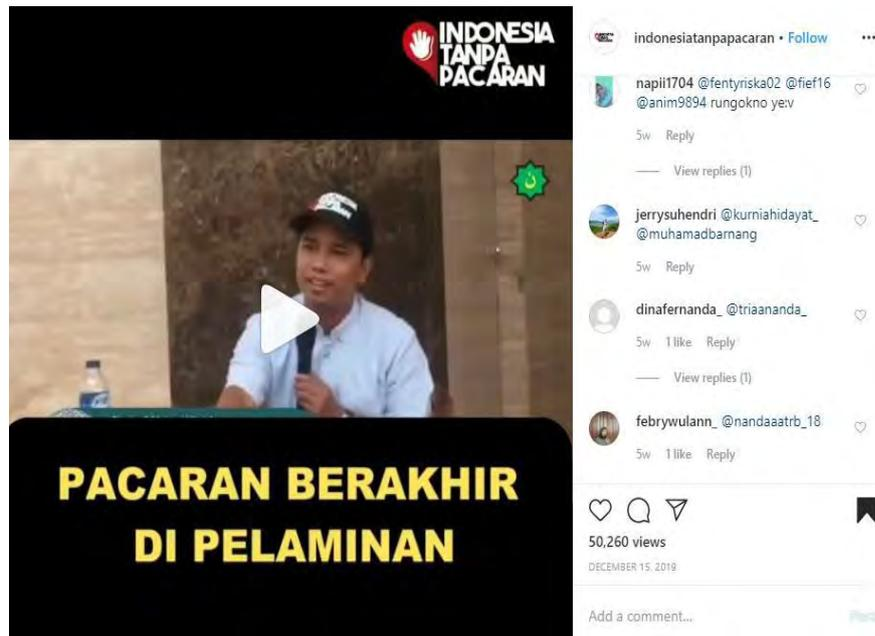 INDONESIA
TANPA
PACARAN
ن
PACARAN BERAKHIR
DI PELAMINAN
indonesiatanpapacaran • Follow
napii1704 @fentyriska02 @fief16
@anim9894 rungokno ye:v
5w Reply
View replies (1)
jerrysuhendri @kurniahidayat_
@muhamadbarnang
5w Reply
dinafernanda_ @triaananda_
5w 1 like Reply
View replies (1)
febrywulann_ @nandaaatrb_18
5w 1 like Reply
50,260 views
DECEMBER 15, 2019
Add a comment...